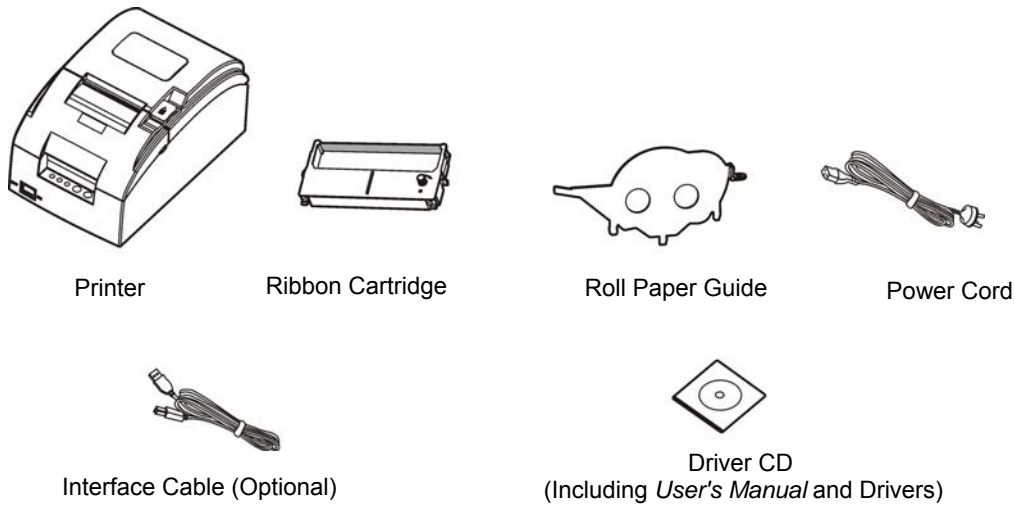 Printer
Ribbon Cartridge
Roll Paper Guide
Power Cord
Interface Cable (Optional)
Driver CD
(Including User's Manual and Drivers)